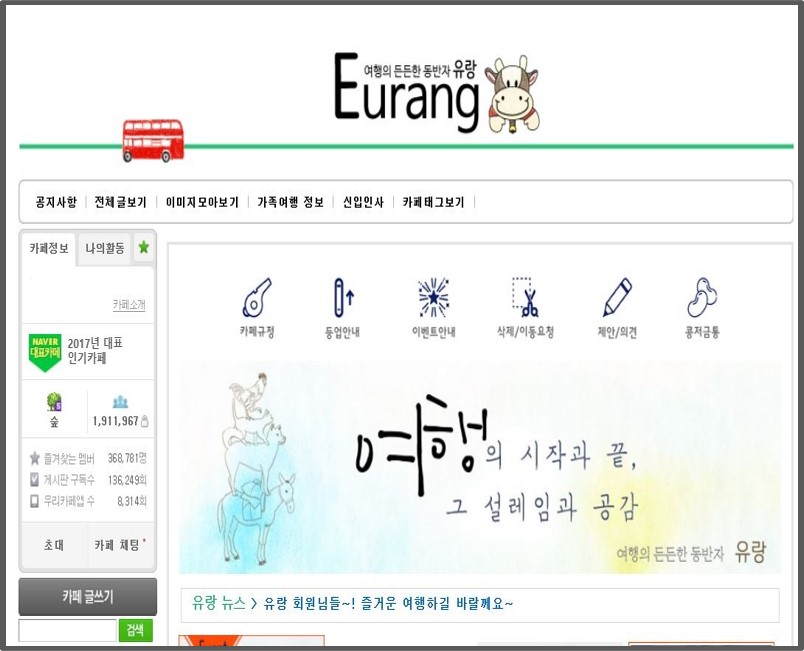 여행의 든든한 동반자 유랑
Eurang
공지사항 전체글보기 이미지모아보기 가족여행 정보 신입인사 카페태그보기
카페정보 나의활동
카페소개
NAVER
대표카페
2017년 대표
인기카페
숲 1,911,967
즐겨찾는 멤버 368,781명
게시판 구독수 136,249회
우리카페앱 수 8,314회
초대 카페 채팅
카페 글쓰기
검색
카페규정 등업안내 이벤트안내 삭제/이동요청 제안/의견 콩저금통
여행의 시작과 끝,
그 설레임과 공감
여행의 든든한 동반자 유랑
유랑 뉴스 > 유랑 회원님들~! 즐거운 여행하길 바랄께요~